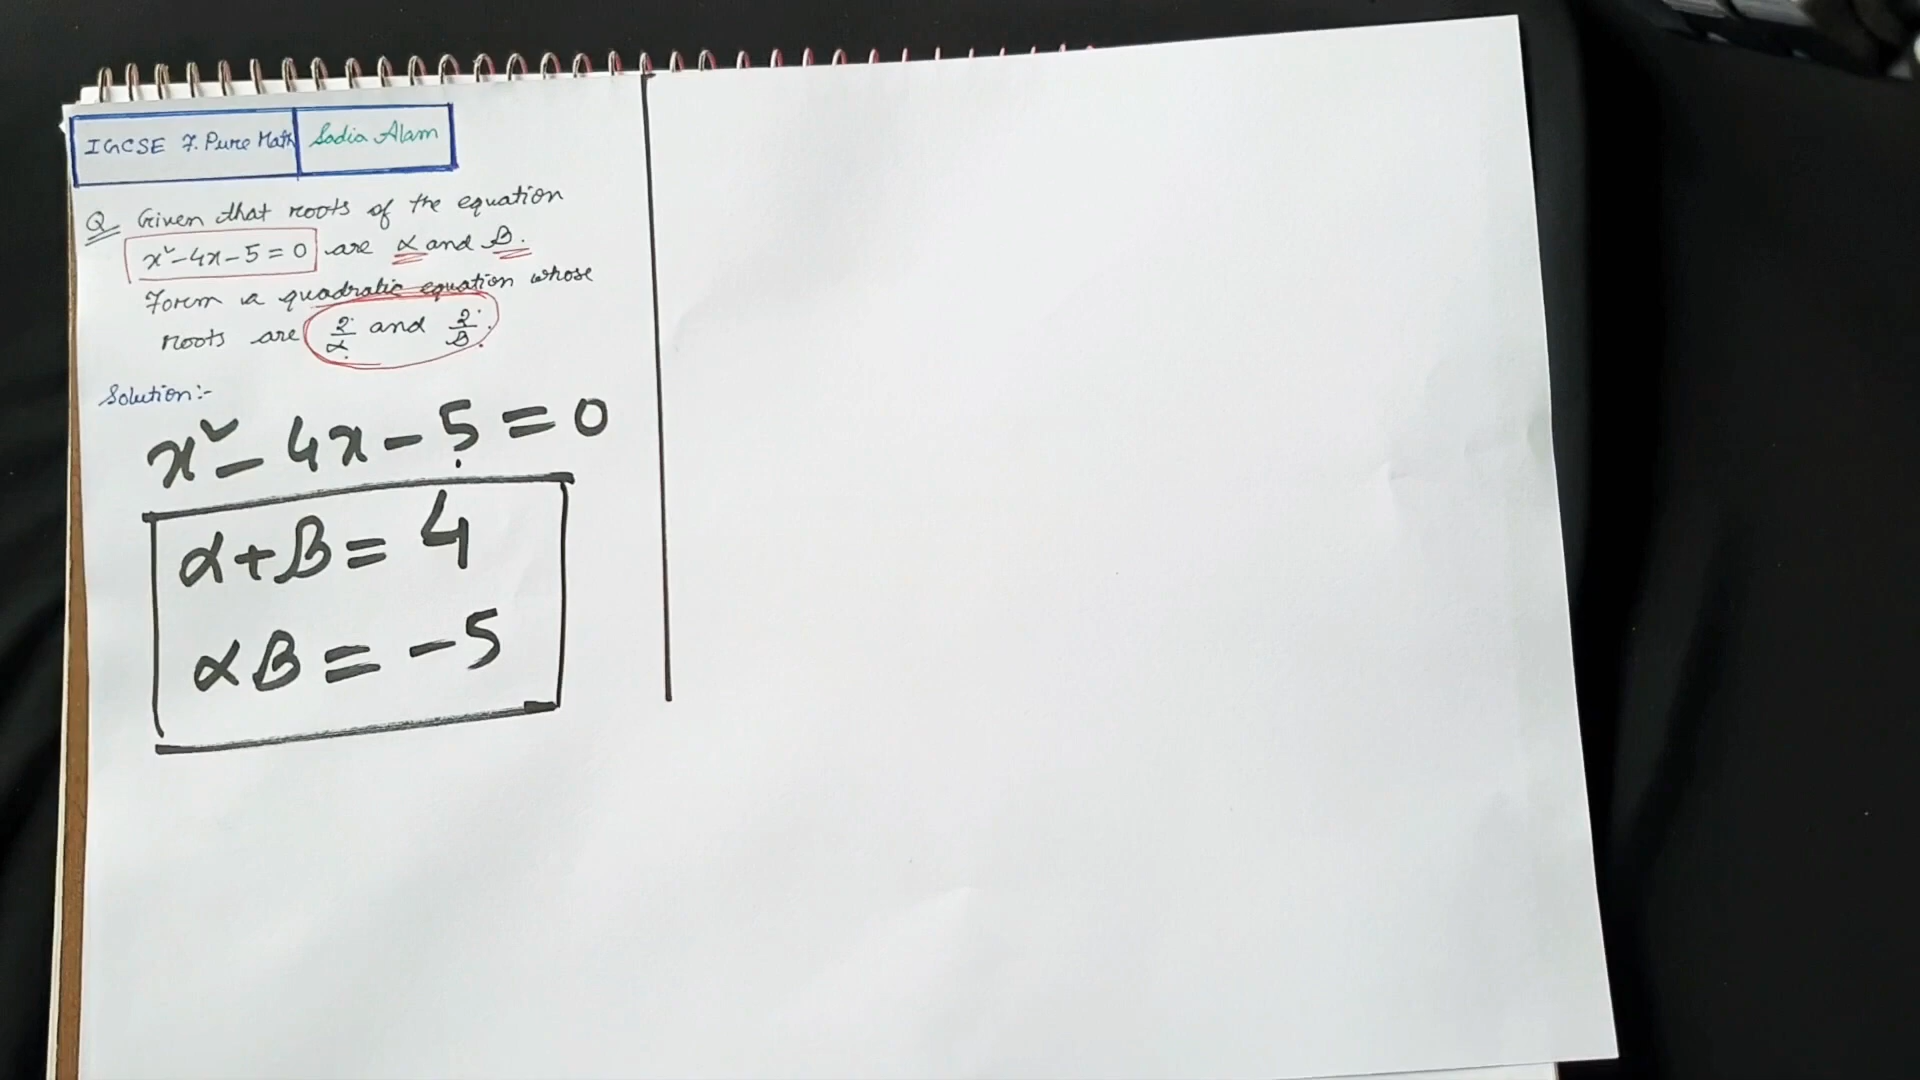 IGCSE F. Pure Math Sadia Alam
Q Given that roots of the equation
x²-4x-5=0 are α and β.
Form a quadratic equation whose
roots are 2/α and 2/β.
Solution:-
x²-4x-5=0
α+β=4
αβ=-5